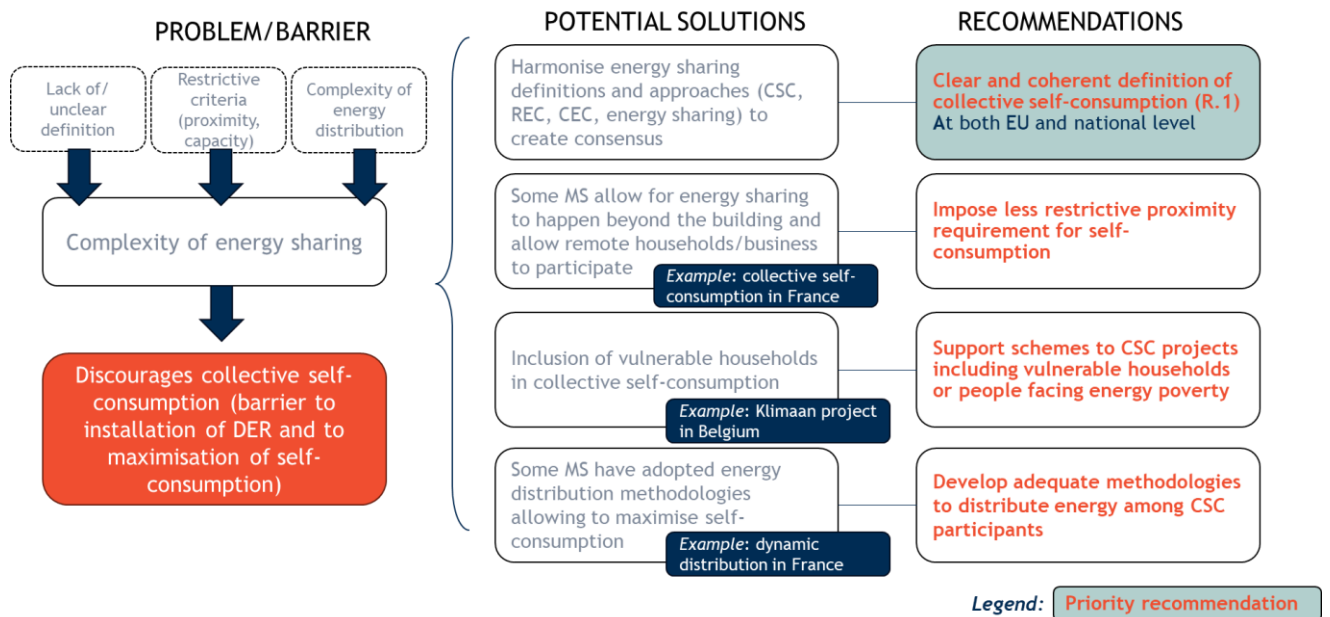 PROBLEM/BARRIER
Lack of/
unclear
definition
Restrictive
criteria
(proximity,
capacity)
Complexity of
energy
distribution
Complexity of energy sharing
Discourages collective self-
consumption (barrier to
installation of DER and to
maximisation of self-
consumption)
POTENTIAL SOLUTIONS
RECOMMENDATIONS
Harmonise energy sharing
definitions and approaches (CSC,
REC, CEC, energy sharing) to
create consensus
Clear and coherent definition of
collective self-consumption (R.1)
At both EU and national level
Some MS allow for energy sharing
to happen beyond the building and
allow remote households/business
to participate
Example: collective self-
consumption in France
Impose less restrictive proximity
requirement for self-
consumption
Inclusion of vulnerable households
in collective self-consumption
Example: Klimaan project
in Belgium
Support schemes to CSC projects
including vulnerable households
or people facing energy poverty
Some MS have adopted energy
distribution methodologies
allowing to maximise self-
consumption
Example: dynamic
distribution in France
Develop adequate methodologies
to distribute energy among CSC
participants
Legend: Priority recommendation